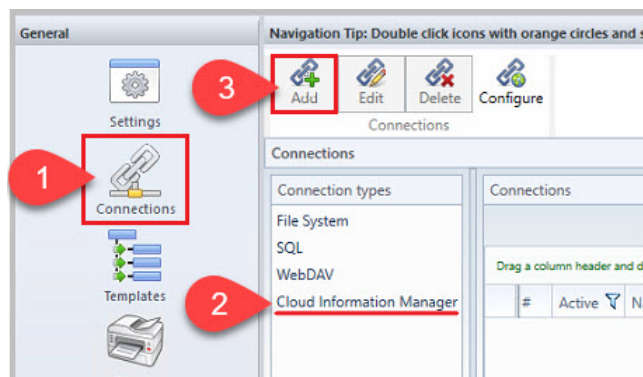 General
Navigation Tip: Double click icons with orange circles and s
Settings
1
Connections
Templates
3
Add
Edit
Delete
Configure
Connections
Connections
Connection types
File System
SQL
WebDAV
2
Cloud Information Manager
Connections
Drag a column header and d
#
Active
N